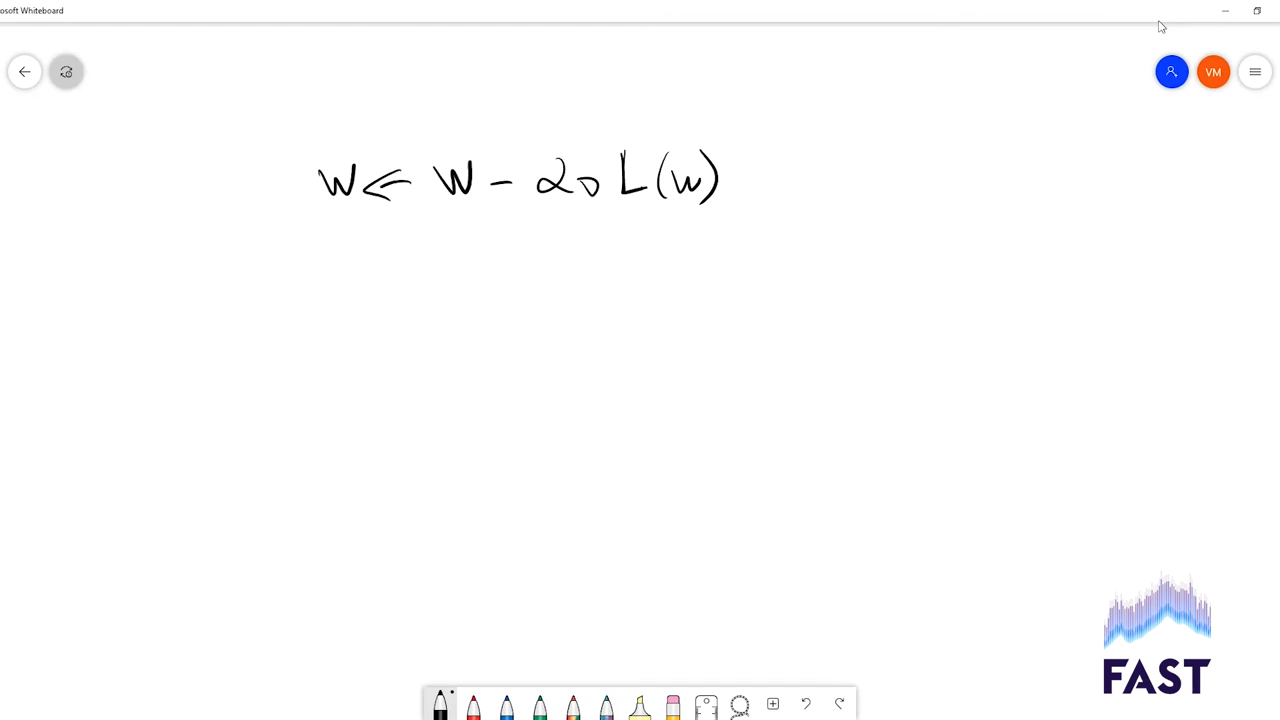 osoft Whiteboard
VM
W ← W - α∇ L(w)
FAST